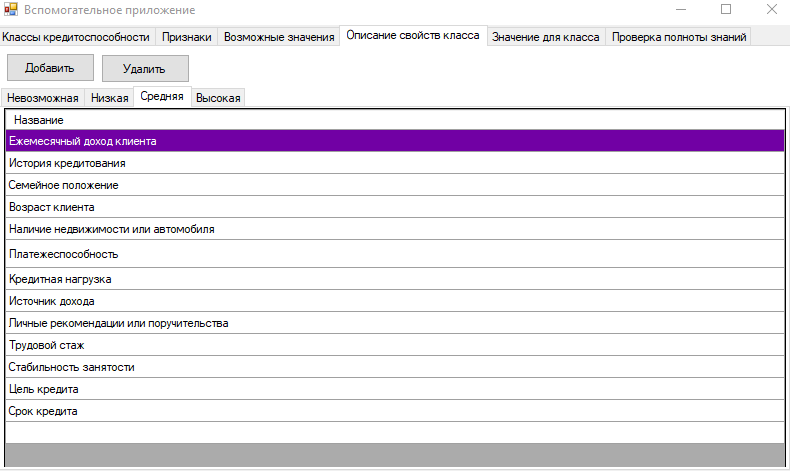 Вспомогательное приложение
Классы кредитоспособности Признаки Возможные значения Описание свойств класса Значение для класса Проверка полноты знаний
Добавить Удалить
Невозможная Низкая Средняя Высокая
Название
Ежемесячный доход клиента
История кредитования
Семейное положение
Возраст клиента
Наличие недвижимости или автомобиля
Платежеспособность
Кредитная нагрузка
Источник дохода
Личные рекомендации или поручительства
Трудовой стаж
Стабильность занятости
Цель кредита
Срок кредита